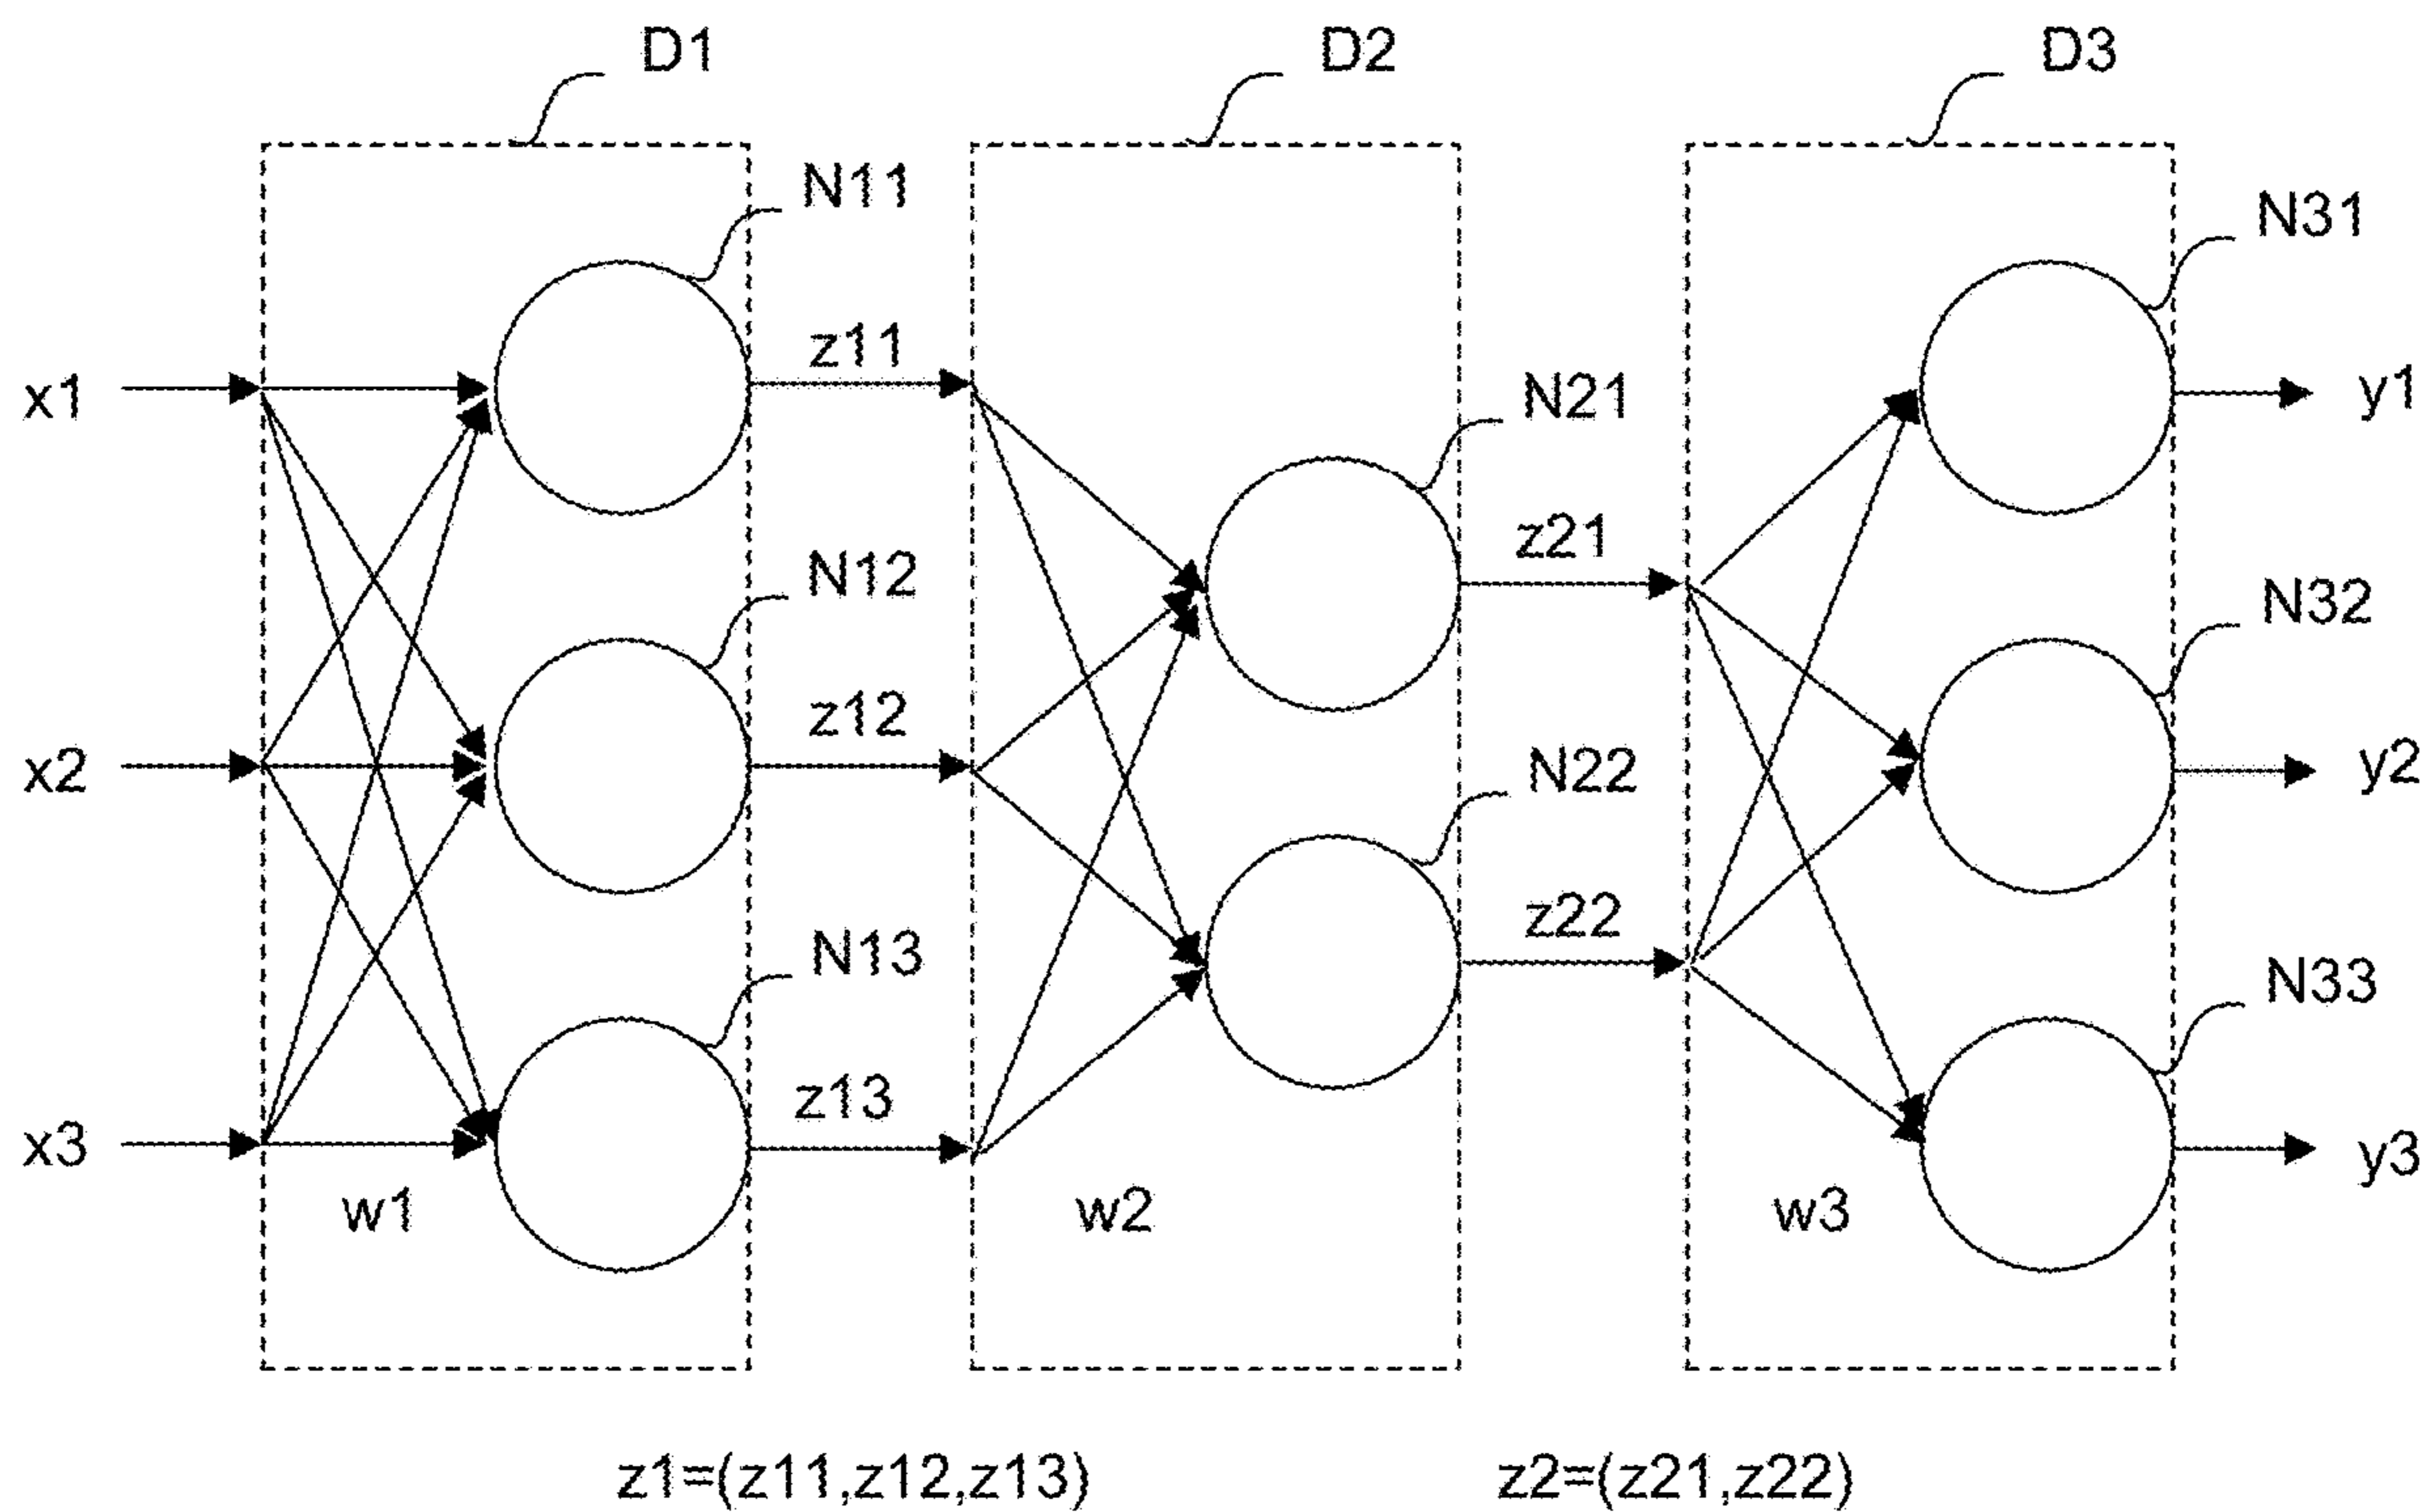 D1
D2
D3
N11
N31
z11
x1
N21
y1
z21
N12
N32
z12
x2
N22
y2
z22
N13
N33
z13
x3
y3
w1
w2
w3
z1=(z11,z12,z13)
z2=(z21,z22)